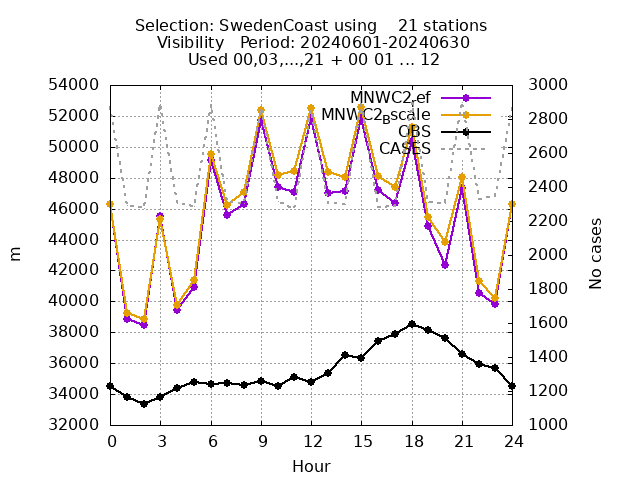 Selection: SwedenCoast using    21 stations
Visibility   Period: 20240601-20240630
Used 00,03,...,21 + 00 01 ... 12
54000
52000
50000
48000
46000
44000
42000
40000
38000
36000
34000
32000
3000
2800
2600
2400
2200
2000
1800
1600
1400
1200
1000
MNWC2_ef
MNWC2_Bscale
OBS
CASES
m
No cases
0 3 6 9 12 15 18 21 24
Hour